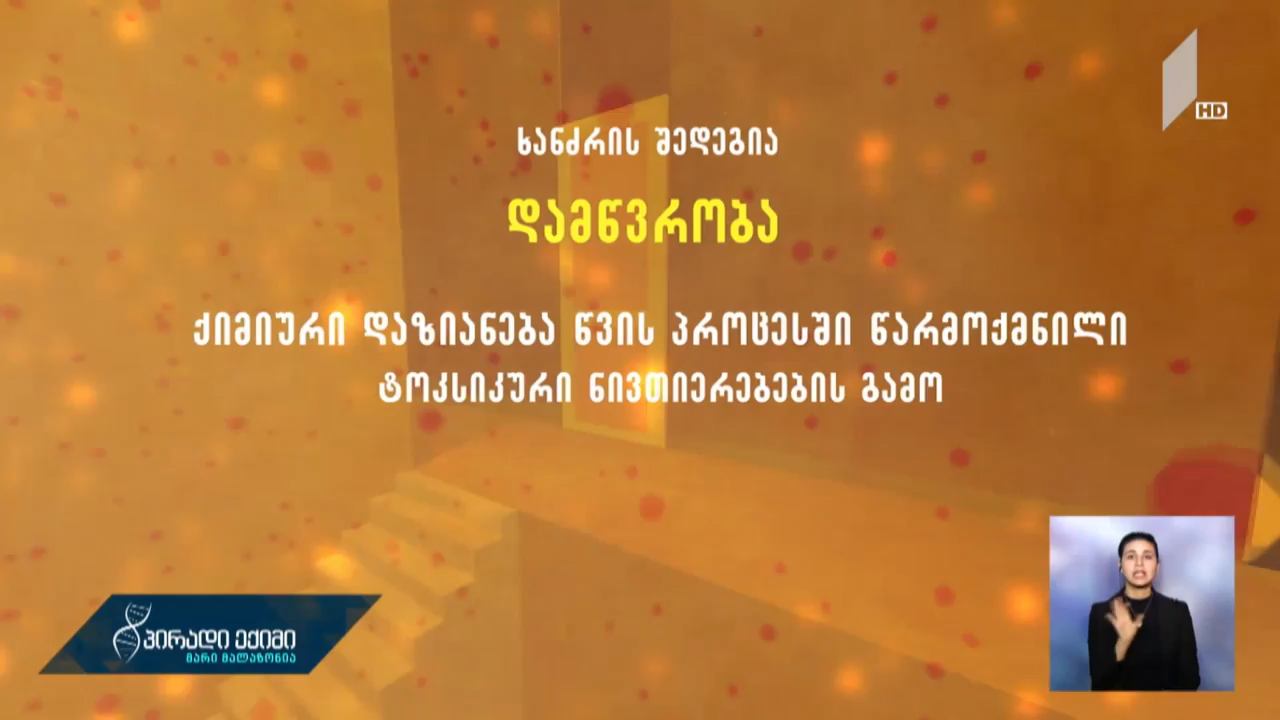 HD
ხანძრის შედეგია
დამწვრობა
ქიმიური დაზიანება წვის პროცესში წარმოქმნილი
ტოქსიკური ნივთიერებების გამო
პირადი ექიმი
მარი მალაზონია